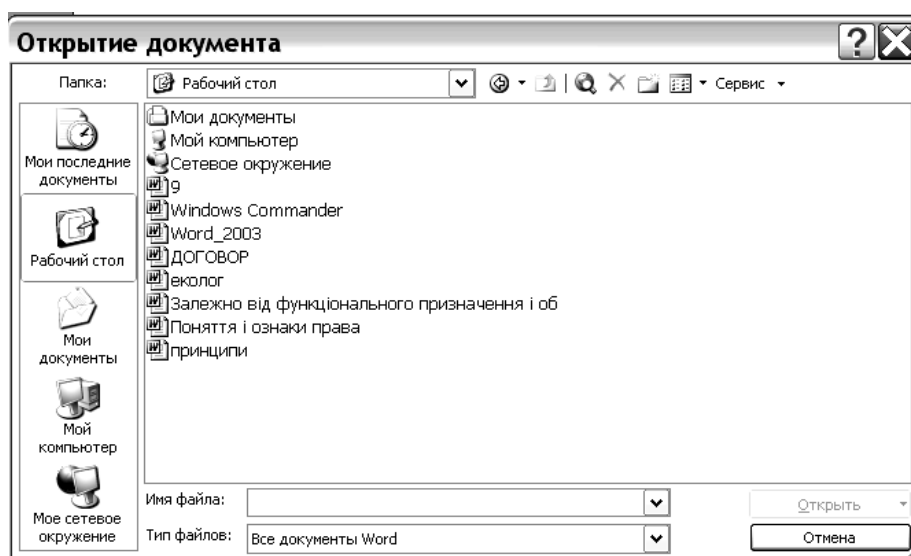 Открытие документа
Папка:
Рабочий стол
Сервис
Мои последние
документы
Рабочий стол
Мои
документы
Мой
компьютер
Мое сетевое
окружение
Мои документы
Мой компьютер
Сетевое окружение
9
Windows Commander
Word_2003
ДОГОВОР
еколог
Залежно від функціонального призначення і об
Поняття і ознаки права
принципи
Имя файла:
Открыть
Тип файлов:
Все документы Word
Отмена